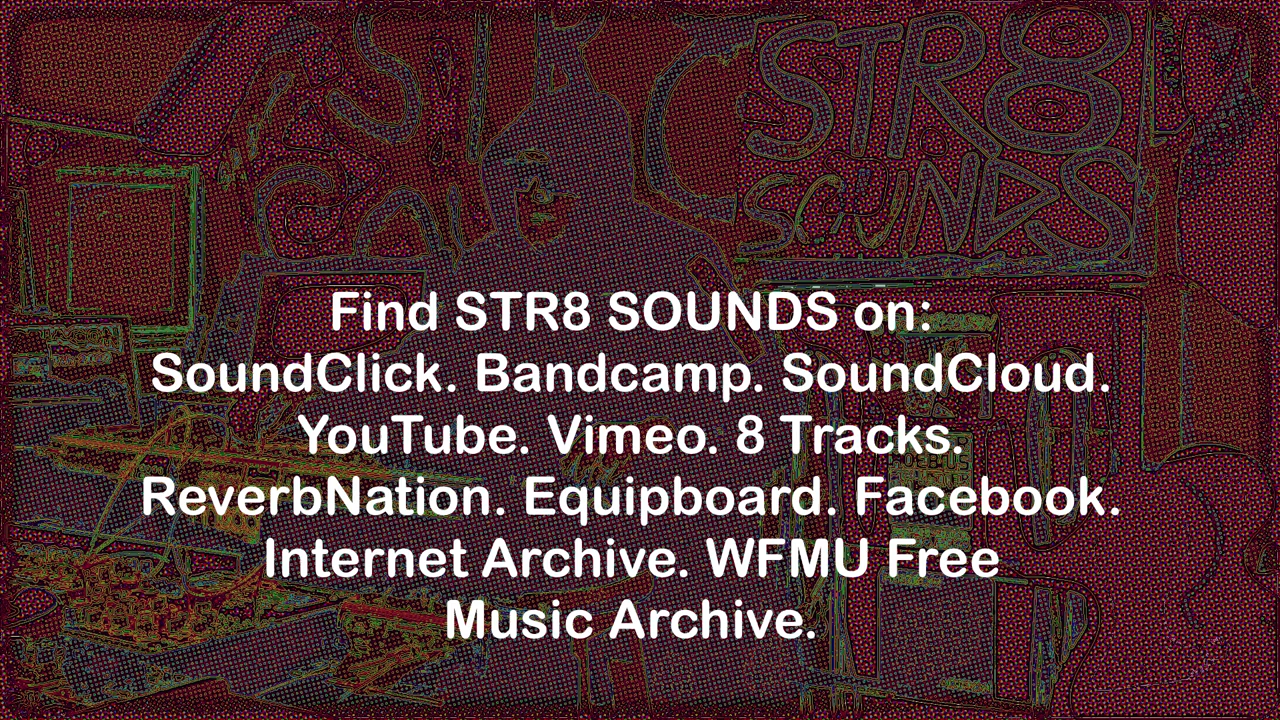 STR8
SOUNDS
Find STR8 SOUNDS on:
SoundClick. Bandcamp. SoundCloud.
YouTube. Vimeo. 8 Tracks.
ReverbNation. Equipboard. Facebook.
Internet Archive. WFMU Free
Music Archive.